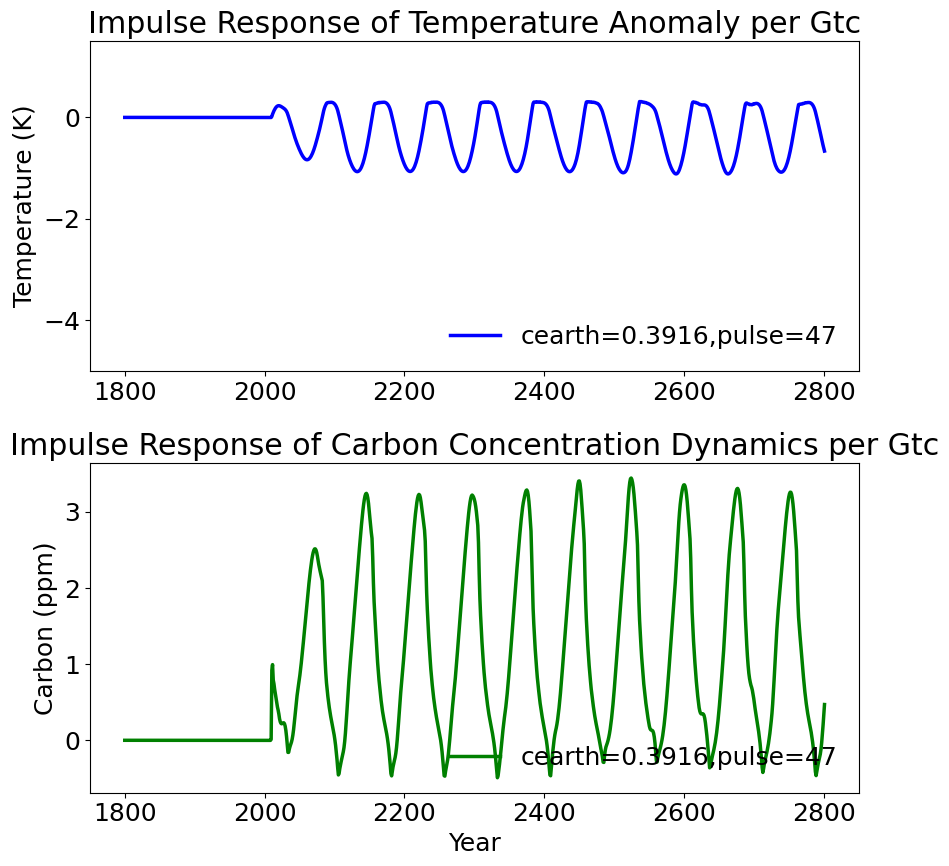 Impulse Response of Temperature Anomaly per Gtc
Temperature (K)
0
−2
−4
cearth=0.3916,pulse=47
1800 2000 2200 2400 2600 2800
Impulse Response of Carbon Concentration Dynamics per Gtc
Carbon (ppm)
3
2
1
0
cearth=0.3916,pulse=47
1800 2000 2200 2400 2600 2800
Year